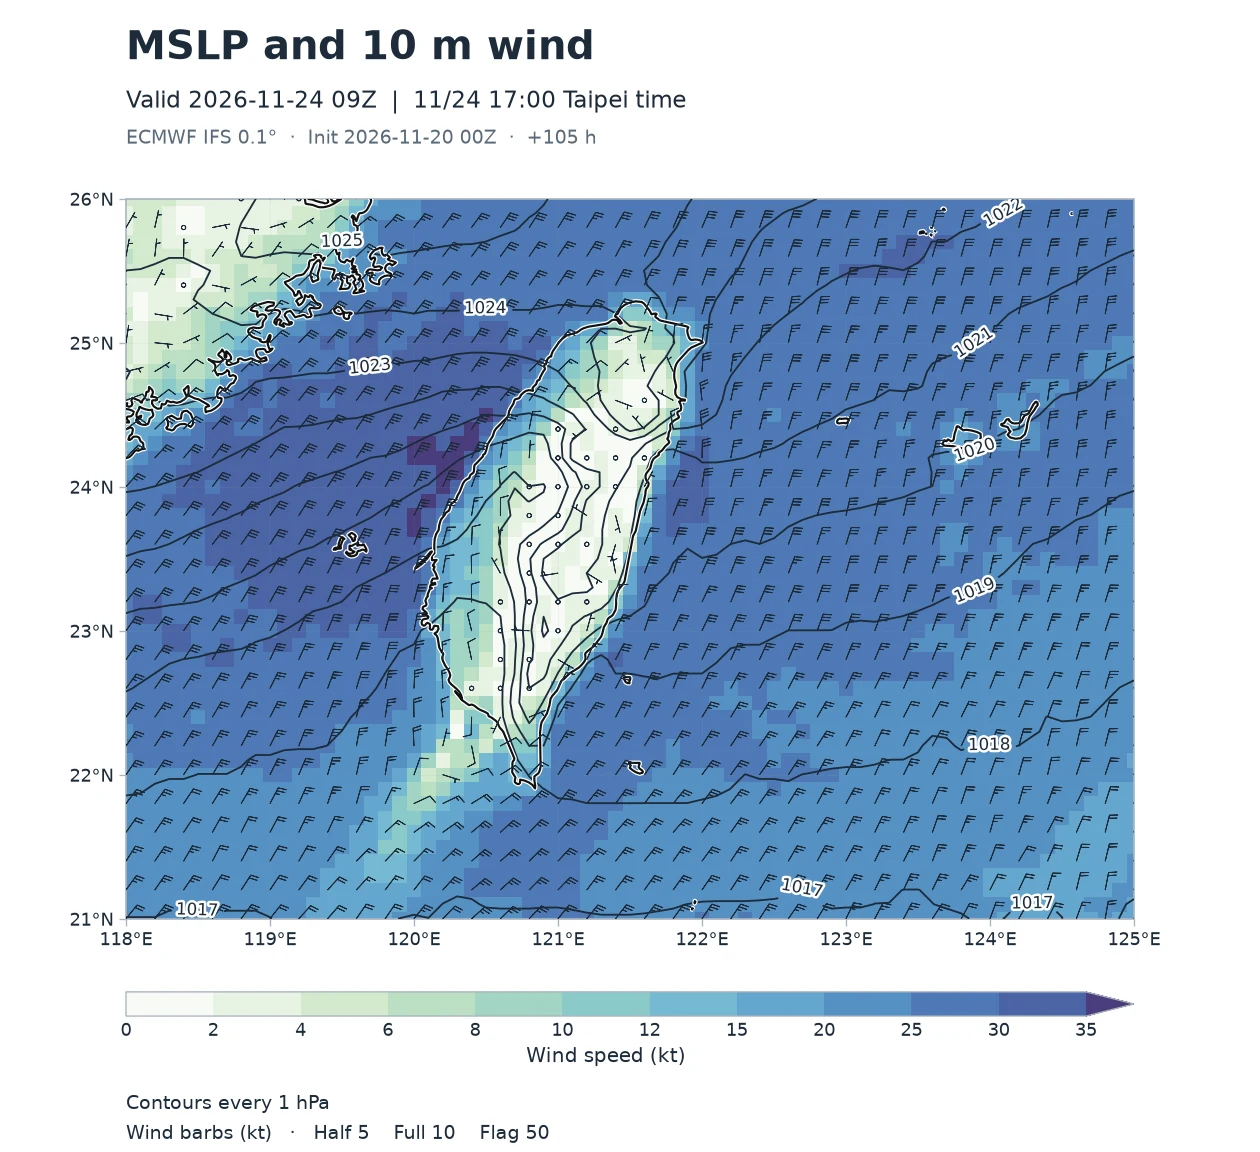 MSLP and 10 m wind
Valid 2026-11-24 09Z | 11/24 17:00 Taipei time
ECMWF IFS 0.1° · Init 2026-11-20 00Z · +105 h
26°N
1022
1025
1024
25°N
1021
1023
1020
24°N
1019
23°N
1018
22°N
1017
1017
1017
21°N
118°E 119°E 120°E 121°E 122°E 123°E 124°E 125°E
0 2 4 6 8 10 12 15 20 25 30 35
Wind speed (kt)
Contours every 1 hPa
Wind barbs (kt) · Half 5 Full 10 Flag 50